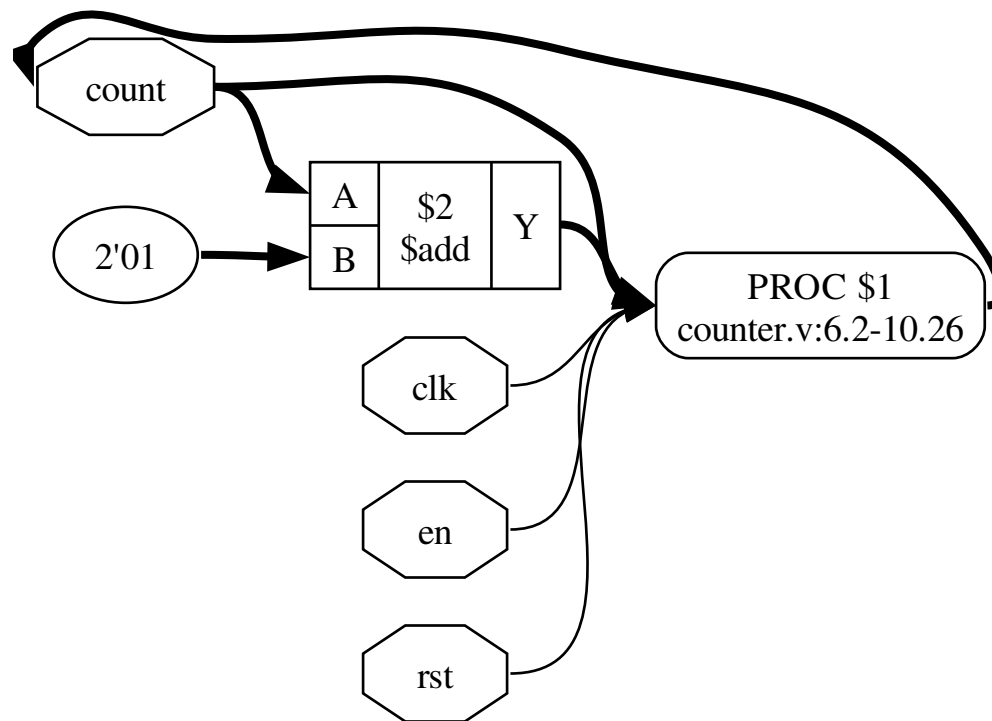 count
2'01
A
B
$2
$add
Y
PROC $1
counter.v:6.2-10.26
clk
en
rst